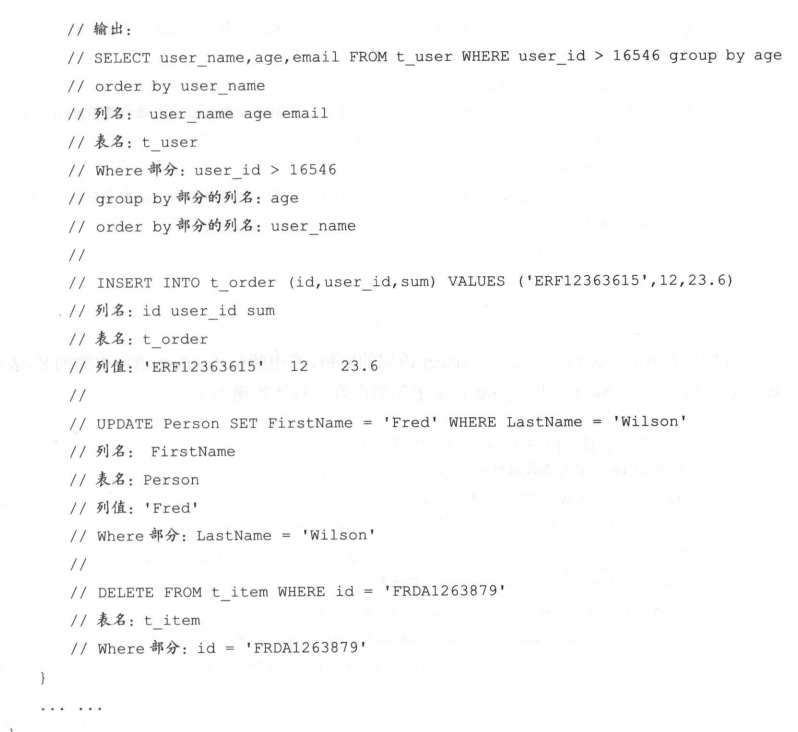 // 输出:
// SELECT user_name,age,email FROM t_user WHERE user_id > 16546 group by age
// order by user_name
// 列名: user_name age email
// 表名: t_user
// Where 部分: user_id > 16546
// group by 部分的列名: age
// order by 部分的列名: user_name
//
// INSERT INTO t_order (id,user_id,sum) VALUES ('ERF12363615',12,23.6)
// 列名: id user_id sum
// 表名: t_order
// 列值: 'ERF12363615' 12 23.6
//
// UPDATE Person SET FirstName = 'Fred' WHERE LastName = 'Wilson'
// 列名: FirstName
// 表名: Person
// 列值: 'Fred'
// Where 部分: LastName = 'Wilson'
//
// DELETE FROM t_item WHERE id = 'FRDA1263879'
// 表名: t_item
// Where 部分: id = 'FRDA1263879'
}
... ...
}